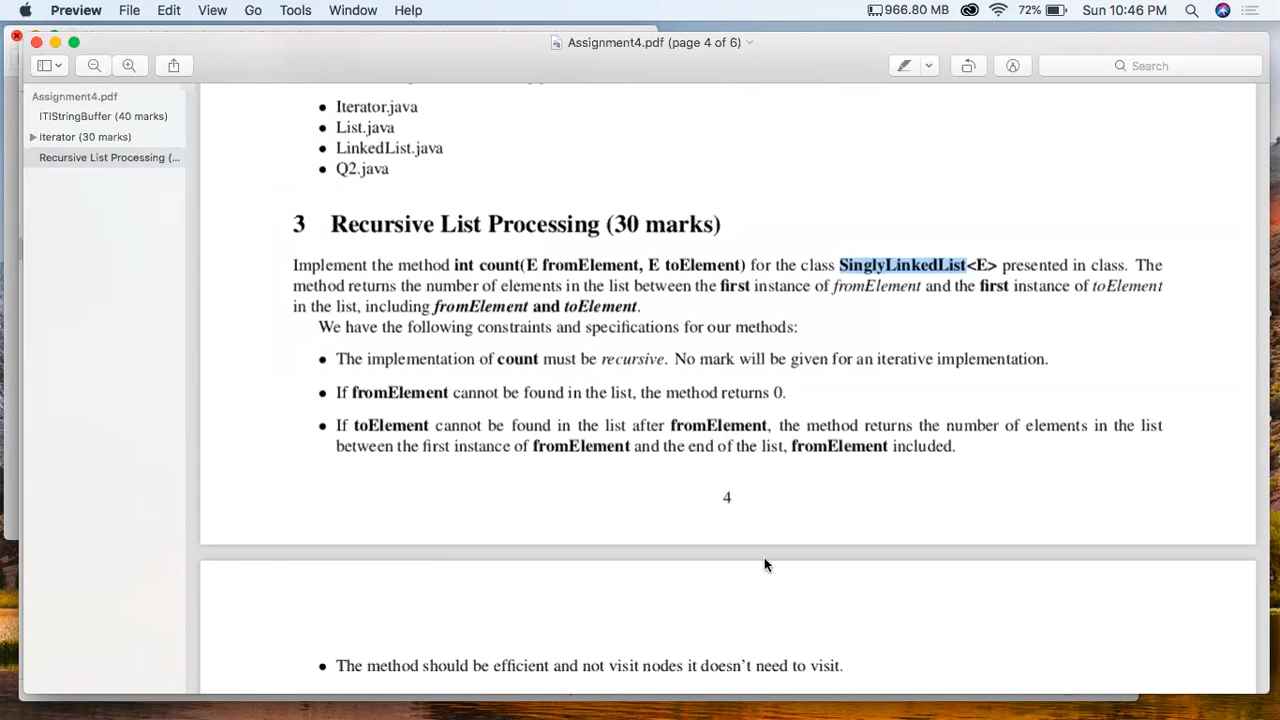 Preview File Edit View Go Tools Window Help 966.80 MB 72% Sun 10:46 PM
Assignment4.pdf (page 4 of 6)
Search
Assignment4.pdf
ITIStringBuffer (40 marks)
Iterator (30 marks)
Recursive List Processing (...
• Iterator.java
• List.java
• LinkedList.java
• Q2.java
3 Recursive List Processing (30 marks)
Implement the method int count(E fromElement, E toElement) for the class SinglyLinkedList<E> presented in class. The
method returns the number of elements in the list between the first instance of fromElement and the first instance of toElement
in the list, including fromElement and toElement.
We have the following constraints and specifications for our methods:
• The implementation of count must be recursive. No mark will be given for an iterative implementation.
• If fromElement cannot be found in the list, the method returns 0.
• If toElement cannot be found in the list after fromElement, the method returns the number of elements in the list
between the first instance of fromElement and the end of the list, fromElement included.
4
• The method should be efficient and not visit nodes it doesn't need to visit.